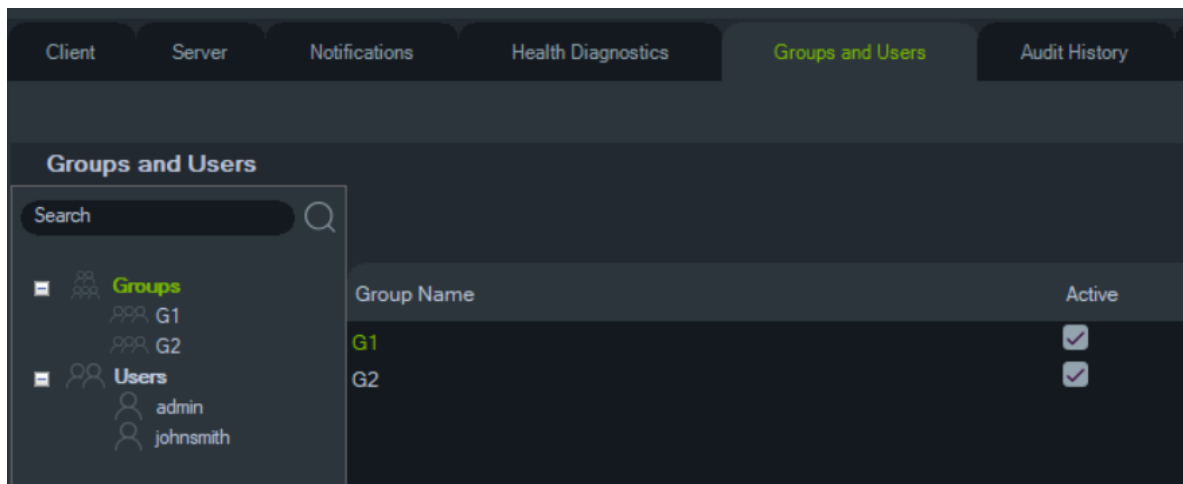 Client Server Notifications Health Diagnostics Groups and Users Audit History
Groups and Users
Search
Groups
G1
G2
Users
admin
johnsmith
Group Name Active
G1
G2